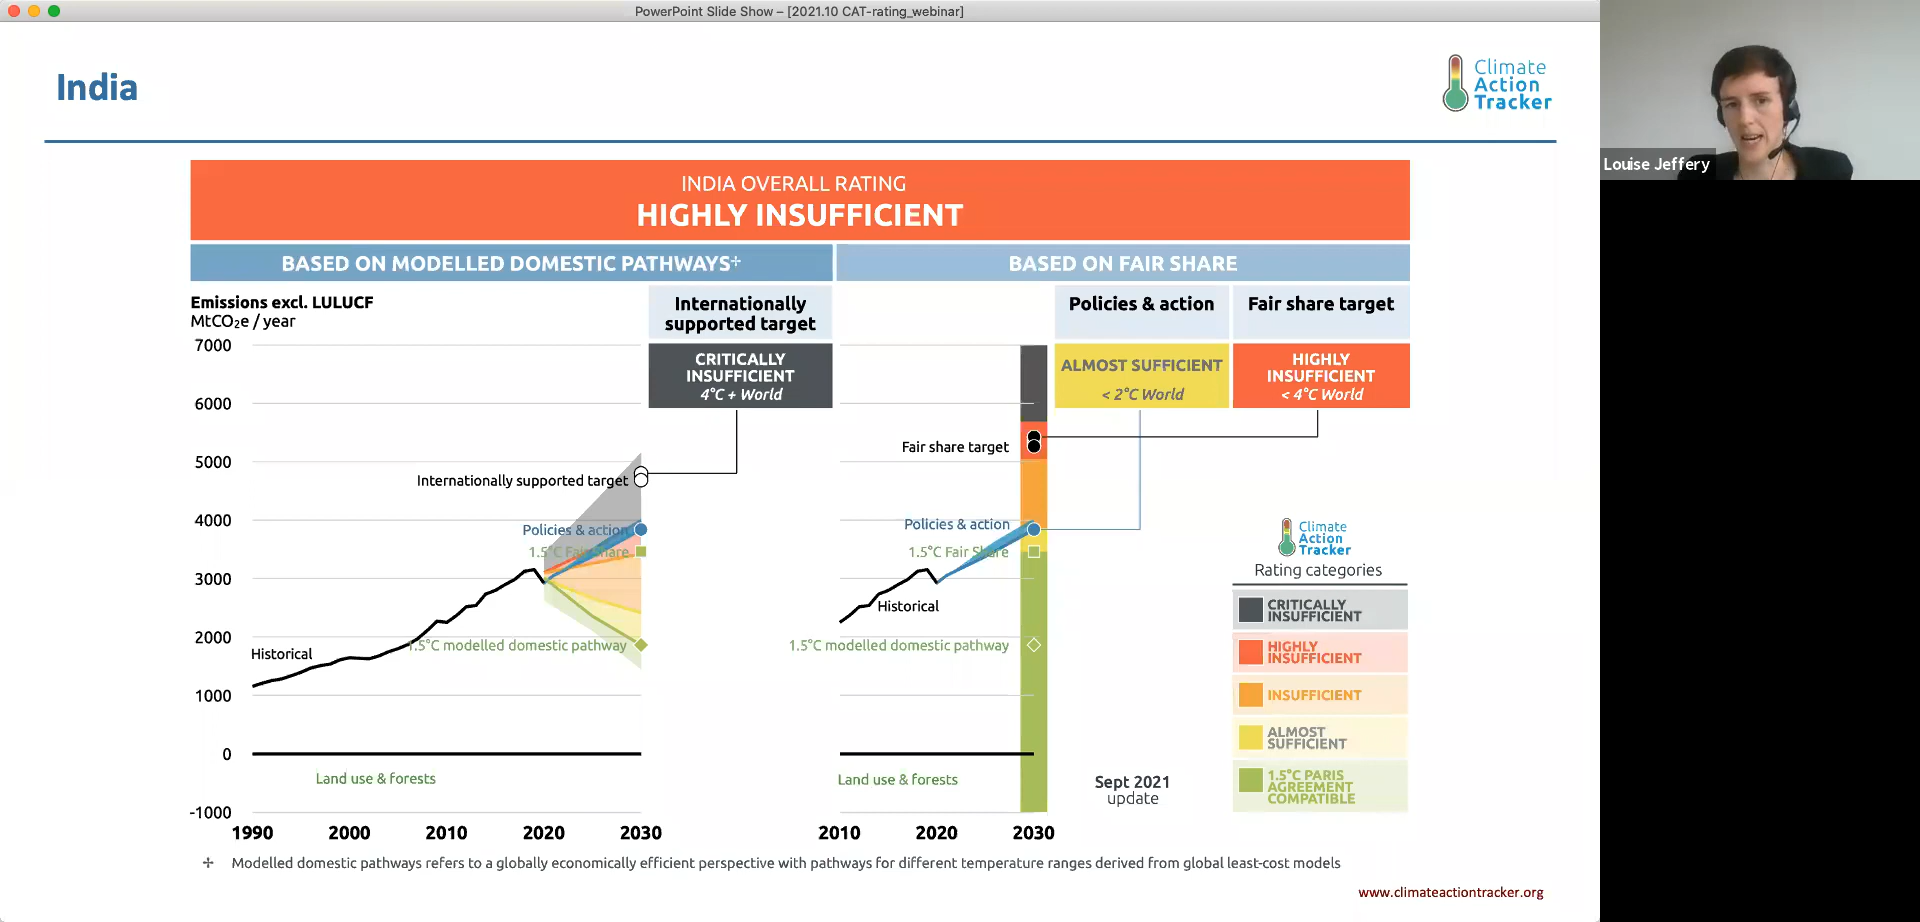 PowerPoint Slide Show – [2021.10 CAT-rating_webinar]
India
Climate
Action
Tracker
Louise Jeffery
INDIA OVERALL RATING
HIGHLY INSUFFICIENT
BASED ON MODELLED DOMESTIC PATHWAYS✢
BASED ON FAIR SHARE
Emissions excl. LULUCF
MtCO₂e / year
Internationally
supported target
Policies & action
Fair share target
CRITICALLY
INSUFFICIENT
4°C + World
ALMOST SUFFICIENT
< 2°C World
HIGHLY
INSUFFICIENT
< 4°C World
7000
6000
5000
4000
3000
2000
1000
0
-1000
Internationally supported target
Policies & action
1.5°C Fair Share
1.5°C modelled domestic pathway
Historical
Land use & forests
1990
2000
2010
2020
2030
Fair share target
Policies & action
1.5°C Fair Share
Historical
1.5°C modelled domestic pathway
Land use & forests
2010
2020
2030
Sept 2021
update
Climate
Action
Tracker
Rating categories
CRITICALLY
INSUFFICIENT
HIGHLY
INSUFFICIENT
INSUFFICIENT
ALMOST
SUFFICIENT
1.5°C PARIS
AGREEMENT
COMPATIBLE
✢ Modelled domestic pathways refers to a globally economically efficient perspective with pathways for different temperature ranges derived from global least-cost models
www.climateactiontracker.org